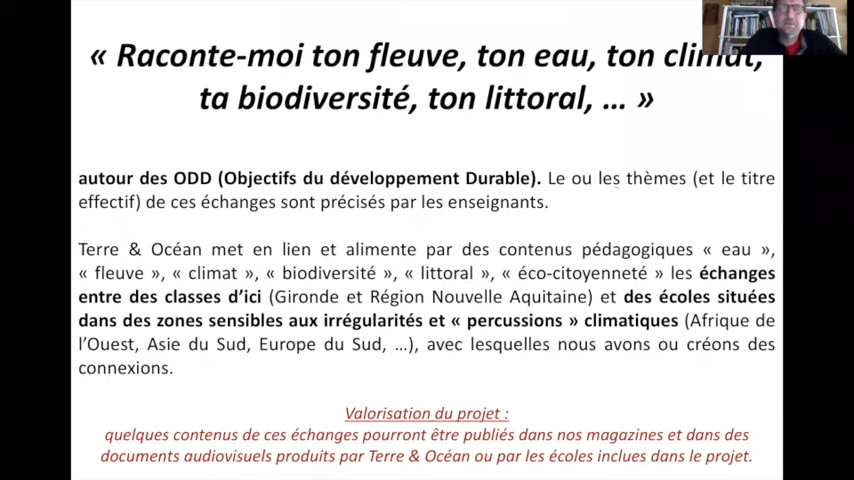 « Raconte-moi ton fleuve, ton eau, ton climat,
ta biodiversité, ton littoral, … »
autour des ODD (Objectifs du développement Durable). Le ou les thèmes (et le titre
effectif) de ces échanges sont précisés par les enseignants.
Terre & Océan met en lien et alimente par des contenus pédagogiques « eau »,
« fleuve », « climat », « biodiversité », « littoral », « éco-citoyenneté » les échanges
entre des classes d’ici (Gironde et Région Nouvelle Aquitaine) et des écoles situées
dans des zones sensibles aux irrégularités et « percussions » climatiques (Afrique de
l’Ouest, Asie du Sud, Europe du Sud, …), avec lesquelles nous avons ou créons des
connexions.
Valorisation du projet :
quelques contenus de ces échanges pourront être publiés dans nos magazines et dans des
documents audiovisuels produits par Terre & Océan ou par les écoles inclues dans le projet.